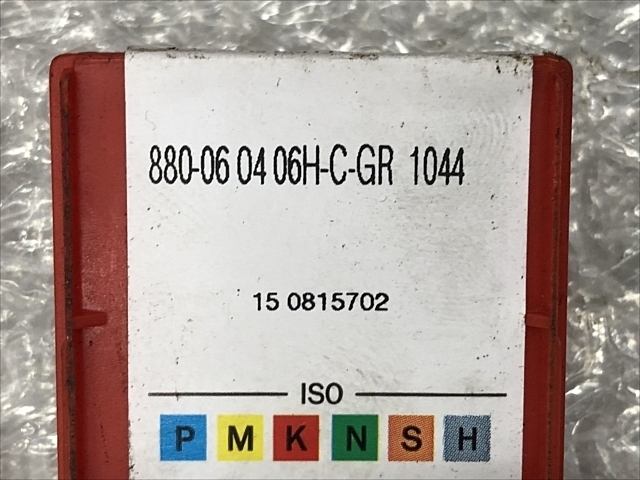 880-06 04 06H-C-GR 1044
15 0815702
ISO
P M K N S H